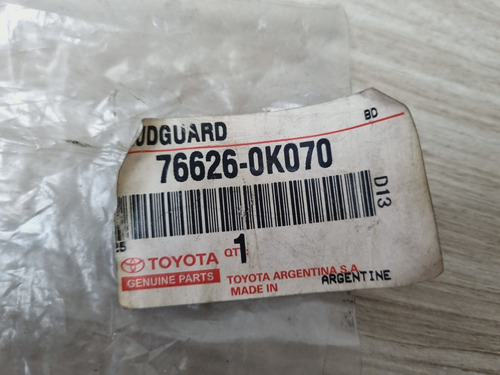 UDGUARD
BD
76626-0K070
D13
TOYOTA
GENUINE PARTS
QT
1
TOYOTA ARGENTINA S.A
MADE IN
ARGENTINE